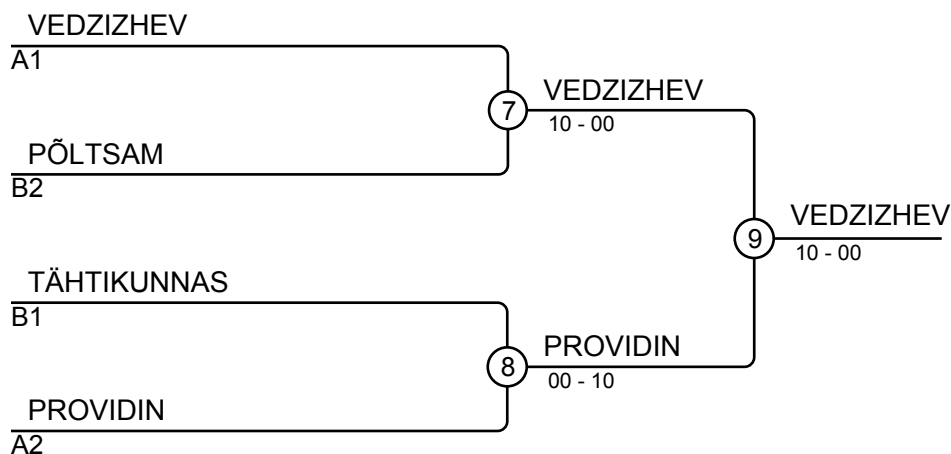 VEDZIZHEV
A1
7
VEDZIZHEV
10 - 00
PÕLTSAM
B2
9
VEDZIZHEV
10 - 00
TÄHTIKUNNAS
B1
8
PROVIDIN
00 - 10
PROVIDIN
A2